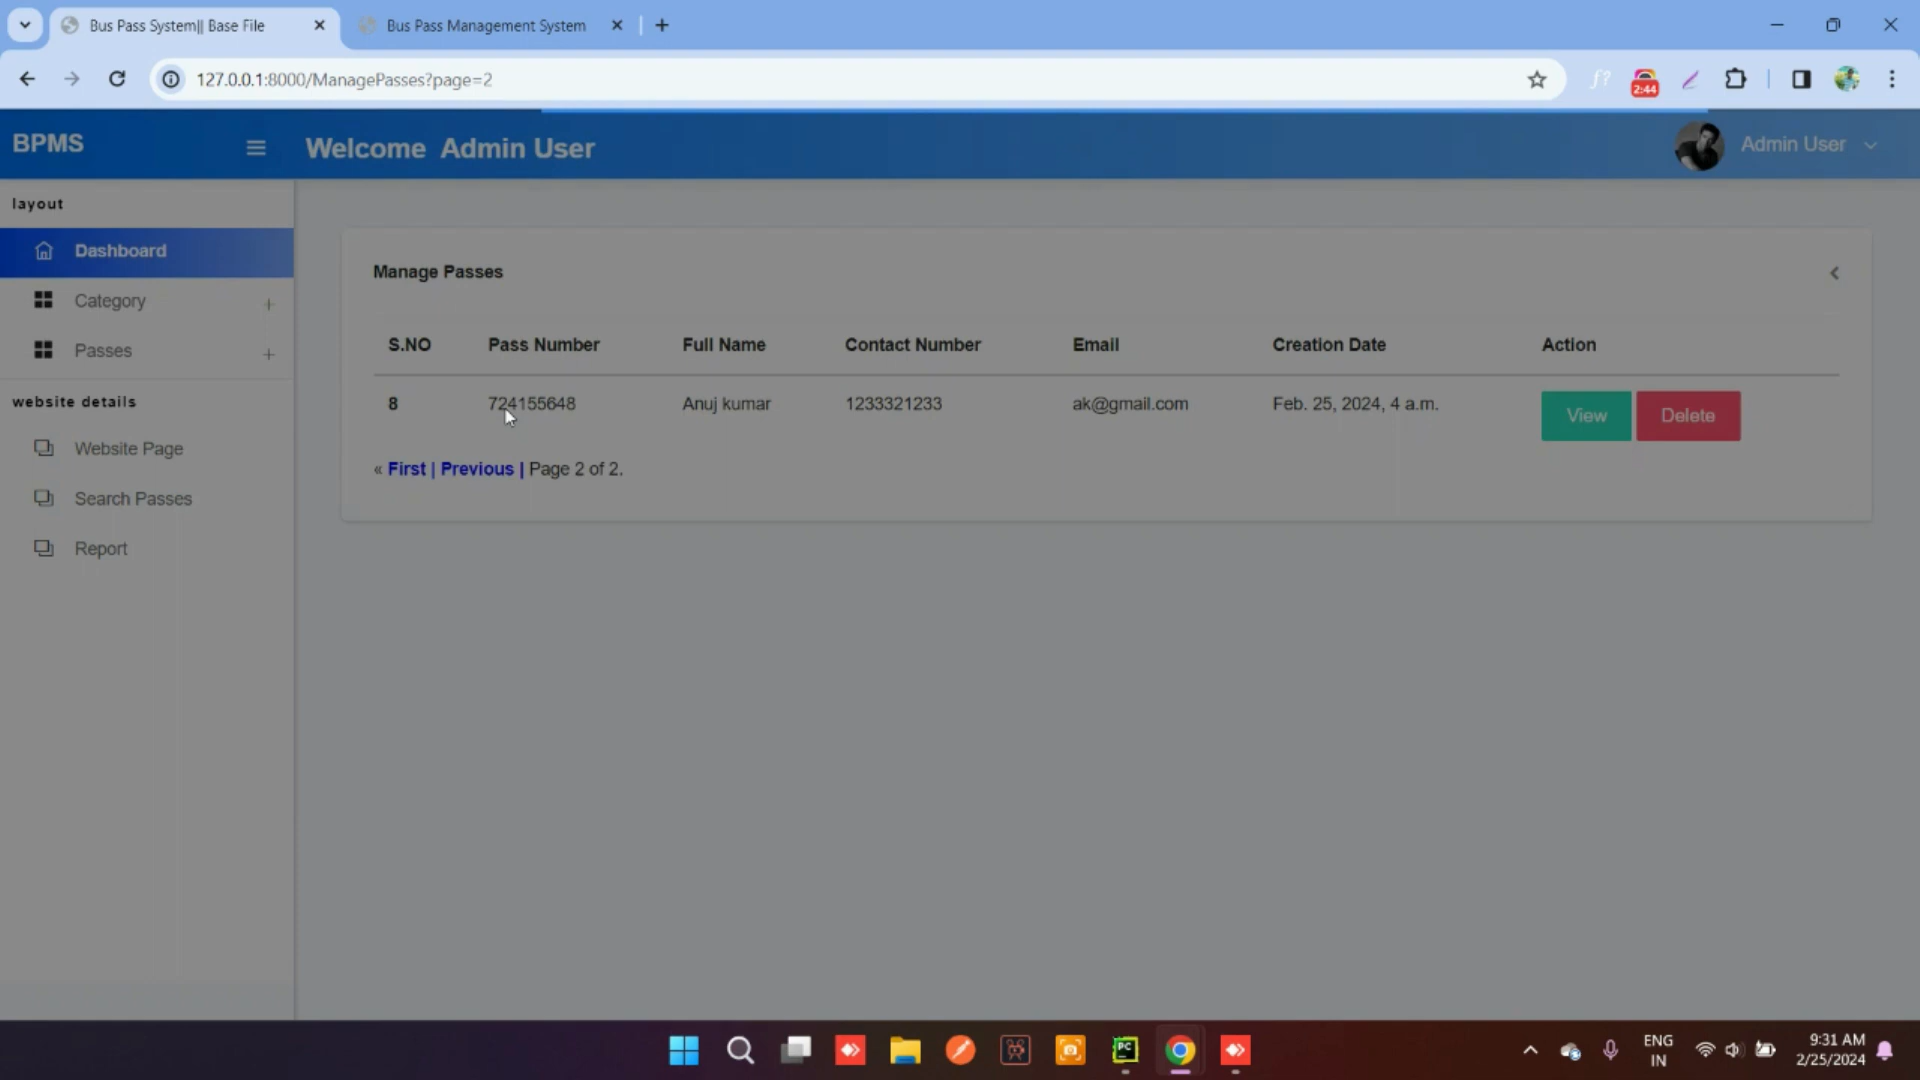 Bus Pass System|| Base File
Bus Pass Management System
127.0.0.1:8000/ManagePasses?page=2
2:44
BPMS
Welcome Admin User
Admin User
layout
Dashboard
Category
Passes
website details
Website Page
Search Passes
Report
Manage Passes
S.NO Pass Number Full Name Contact Number Email Creation Date Action
8 724155648 Anuj kumar 1233321233 ak@gmail.com Feb. 25, 2024, 4 a.m. View Delete
« First | Previous | Page 2 of 2.
PC
ENG
IN
9:31 AM
2/25/2024